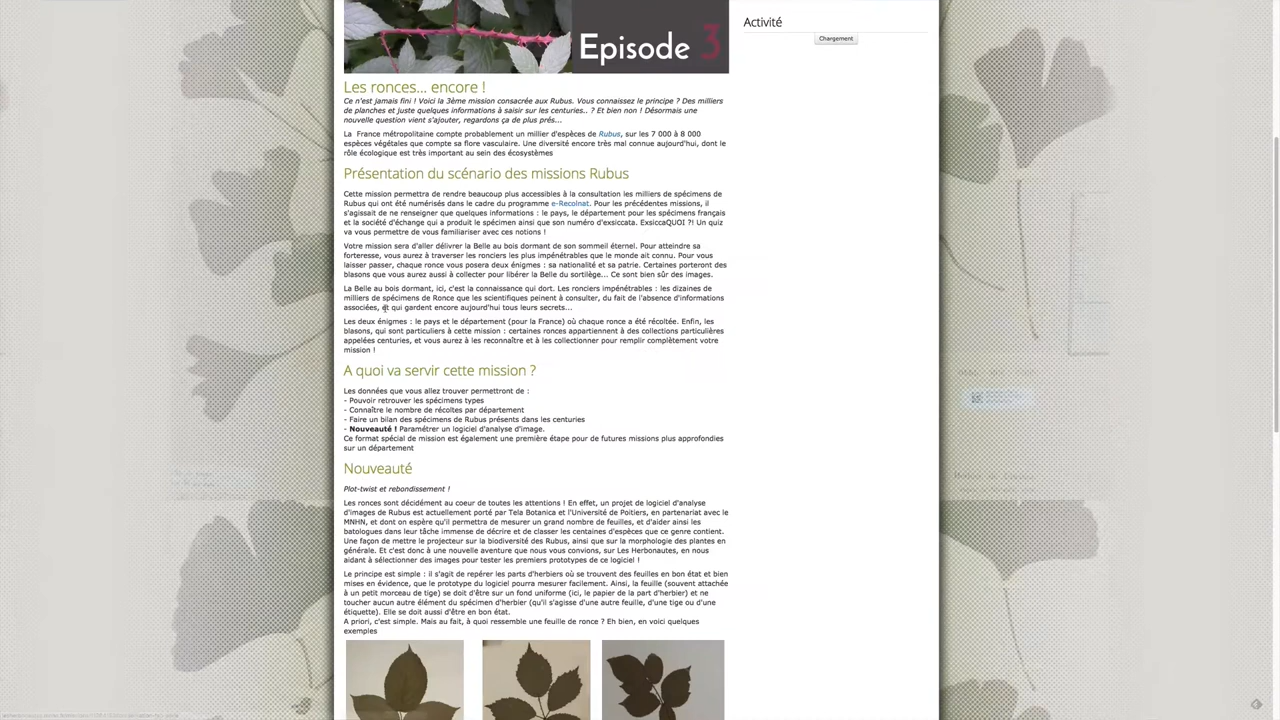 Episode 3
Activité
Chargement
Les ronces... encore !
Ce n'est jamais fini ! Voici la 3ème mission consacrée aux Rubus. Vous connaissez le principe ? Des milliers
de planches et juste quelques informations à saisir sur les centuries.. ? Et bien non ! Désormais une
nouvelle question vient s'ajouter, regardons ça de plus prés...
La France métropolitaine compte probablement un millier d'espèces de Rubus, sur les 7 000 à 8 000
espèces végétales que compte sa flore vasculaire. Une diversité encore très mal connue aujourd'hui, dont le
rôle écologique est très important au sein des écosystèmes
Présentation du scénario des missions Rubus
Cette mission permettra de rendre beaucoup plus accessibles à la consultation les milliers de spécimens de
Rubus qui ont été numérisés dans le cadre du programme e-Recolnat. Pour les précédentes missions, il
s'agissait de ne renseigner que quelques informations : le pays, le département pour les spécimens français
et la société d'échange qui a produit le spécimen ainsi que son numéro d'exsiccata. ExsiccaQUOI ?! Un quiz
va vous permettre de vous familiariser avec ces notions !
Votre mission sera d'aller délivrer la Belle au bois dormant de son sommeil éternel. Pour atteindre sa
forteresse, vous aurez à traverser les ronciers les plus impénétrables que le monde ait connu. Pour vous
laisser passer, chaque ronce vous posera deux énigmes : sa nationalité et sa patrie. Certaines porteront des
blasons que vous aurez aussi à collecter pour libérer la Belle du sortilège... Ce sont bien sûr des images.
La Belle au bois dormant, ici, c'est la connaissance qui dort. Les ronciers impénétrables : les dizaines de
milliers de spécimens de Ronce que les scientifiques peinent à consulter, du fait de l'absence d'informations
associées, et qui gardent encore aujourd'hui tous leurs secrets...
Les deux énigmes : le pays et le département (pour la France) où chaque ronce a été récoltée. Enfin, les
blasons, qui sont particuliers à cette mission : certaines ronces appartiennent à des collections particulières
appelées centuries, et vous aurez à les reconnaître et à les collectionner pour remplir complètement votre
mission !
A quoi va servir cette mission ?
Les données que vous allez trouver permettront de :
- Pouvoir retrouver les spécimens types
- Connaître le nombre de récoltes par département
- Faire un bilan des spécimens de Rubus présents dans les centuries
- Nouveauté ! Paramétrer un logiciel d'analyse d'image.
Ce format spécial de mission est également une première étape pour de futures missions plus approfondies
sur un département
Nouveauté
Plot-twist et rebondissement !
Les ronces sont décidément au coeur de toutes les attentions ! En effet, un projet de logiciel d'analyse
d'images de Rubus est actuellement porté par Tela Botanica et l'Université de Poitiers, en partenariat avec le
MNHN, et dont on espère qu'il permettra de mesurer un grand nombre de feuilles, et d'aider ainsi les
batologues dans leur tâche immense de décrire et de classer les centaines d'espèces que ce genre contient.
Une façon de mettre le projecteur sur la biodiversité des Rubus, ainsi que sur la morphologie des plantes en
générale. Et c'est donc à une nouvelle aventure que nous vous convions, sur Les Herbonautes, en nous
aidant à sélectionner des images pour tester les premiers prototypes de ce logiciel !
Le principe est simple : il s'agit de repérer les parts d'herbiers où se trouvent des feuilles en bon état et bien
mises en évidence, que le prototype du logiciel pourra mesurer facilement. Ainsi, la feuille (souvent attachée
à un petit morceau de tige) se doit d'être sur un fond uniforme (ici, le papier de la part d'herbier) et ne
toucher aucun autre élément du spécimen d'herbier (qu'il s'agisse d'une autre feuille, d'une tige ou d'une
étiquette). Elle se doit aussi d'être en bon état.
A priori, c'est simple. Mais au fait, à quoi ressemble une feuille de ronce ? Eh bien, en voici quelques
exemples